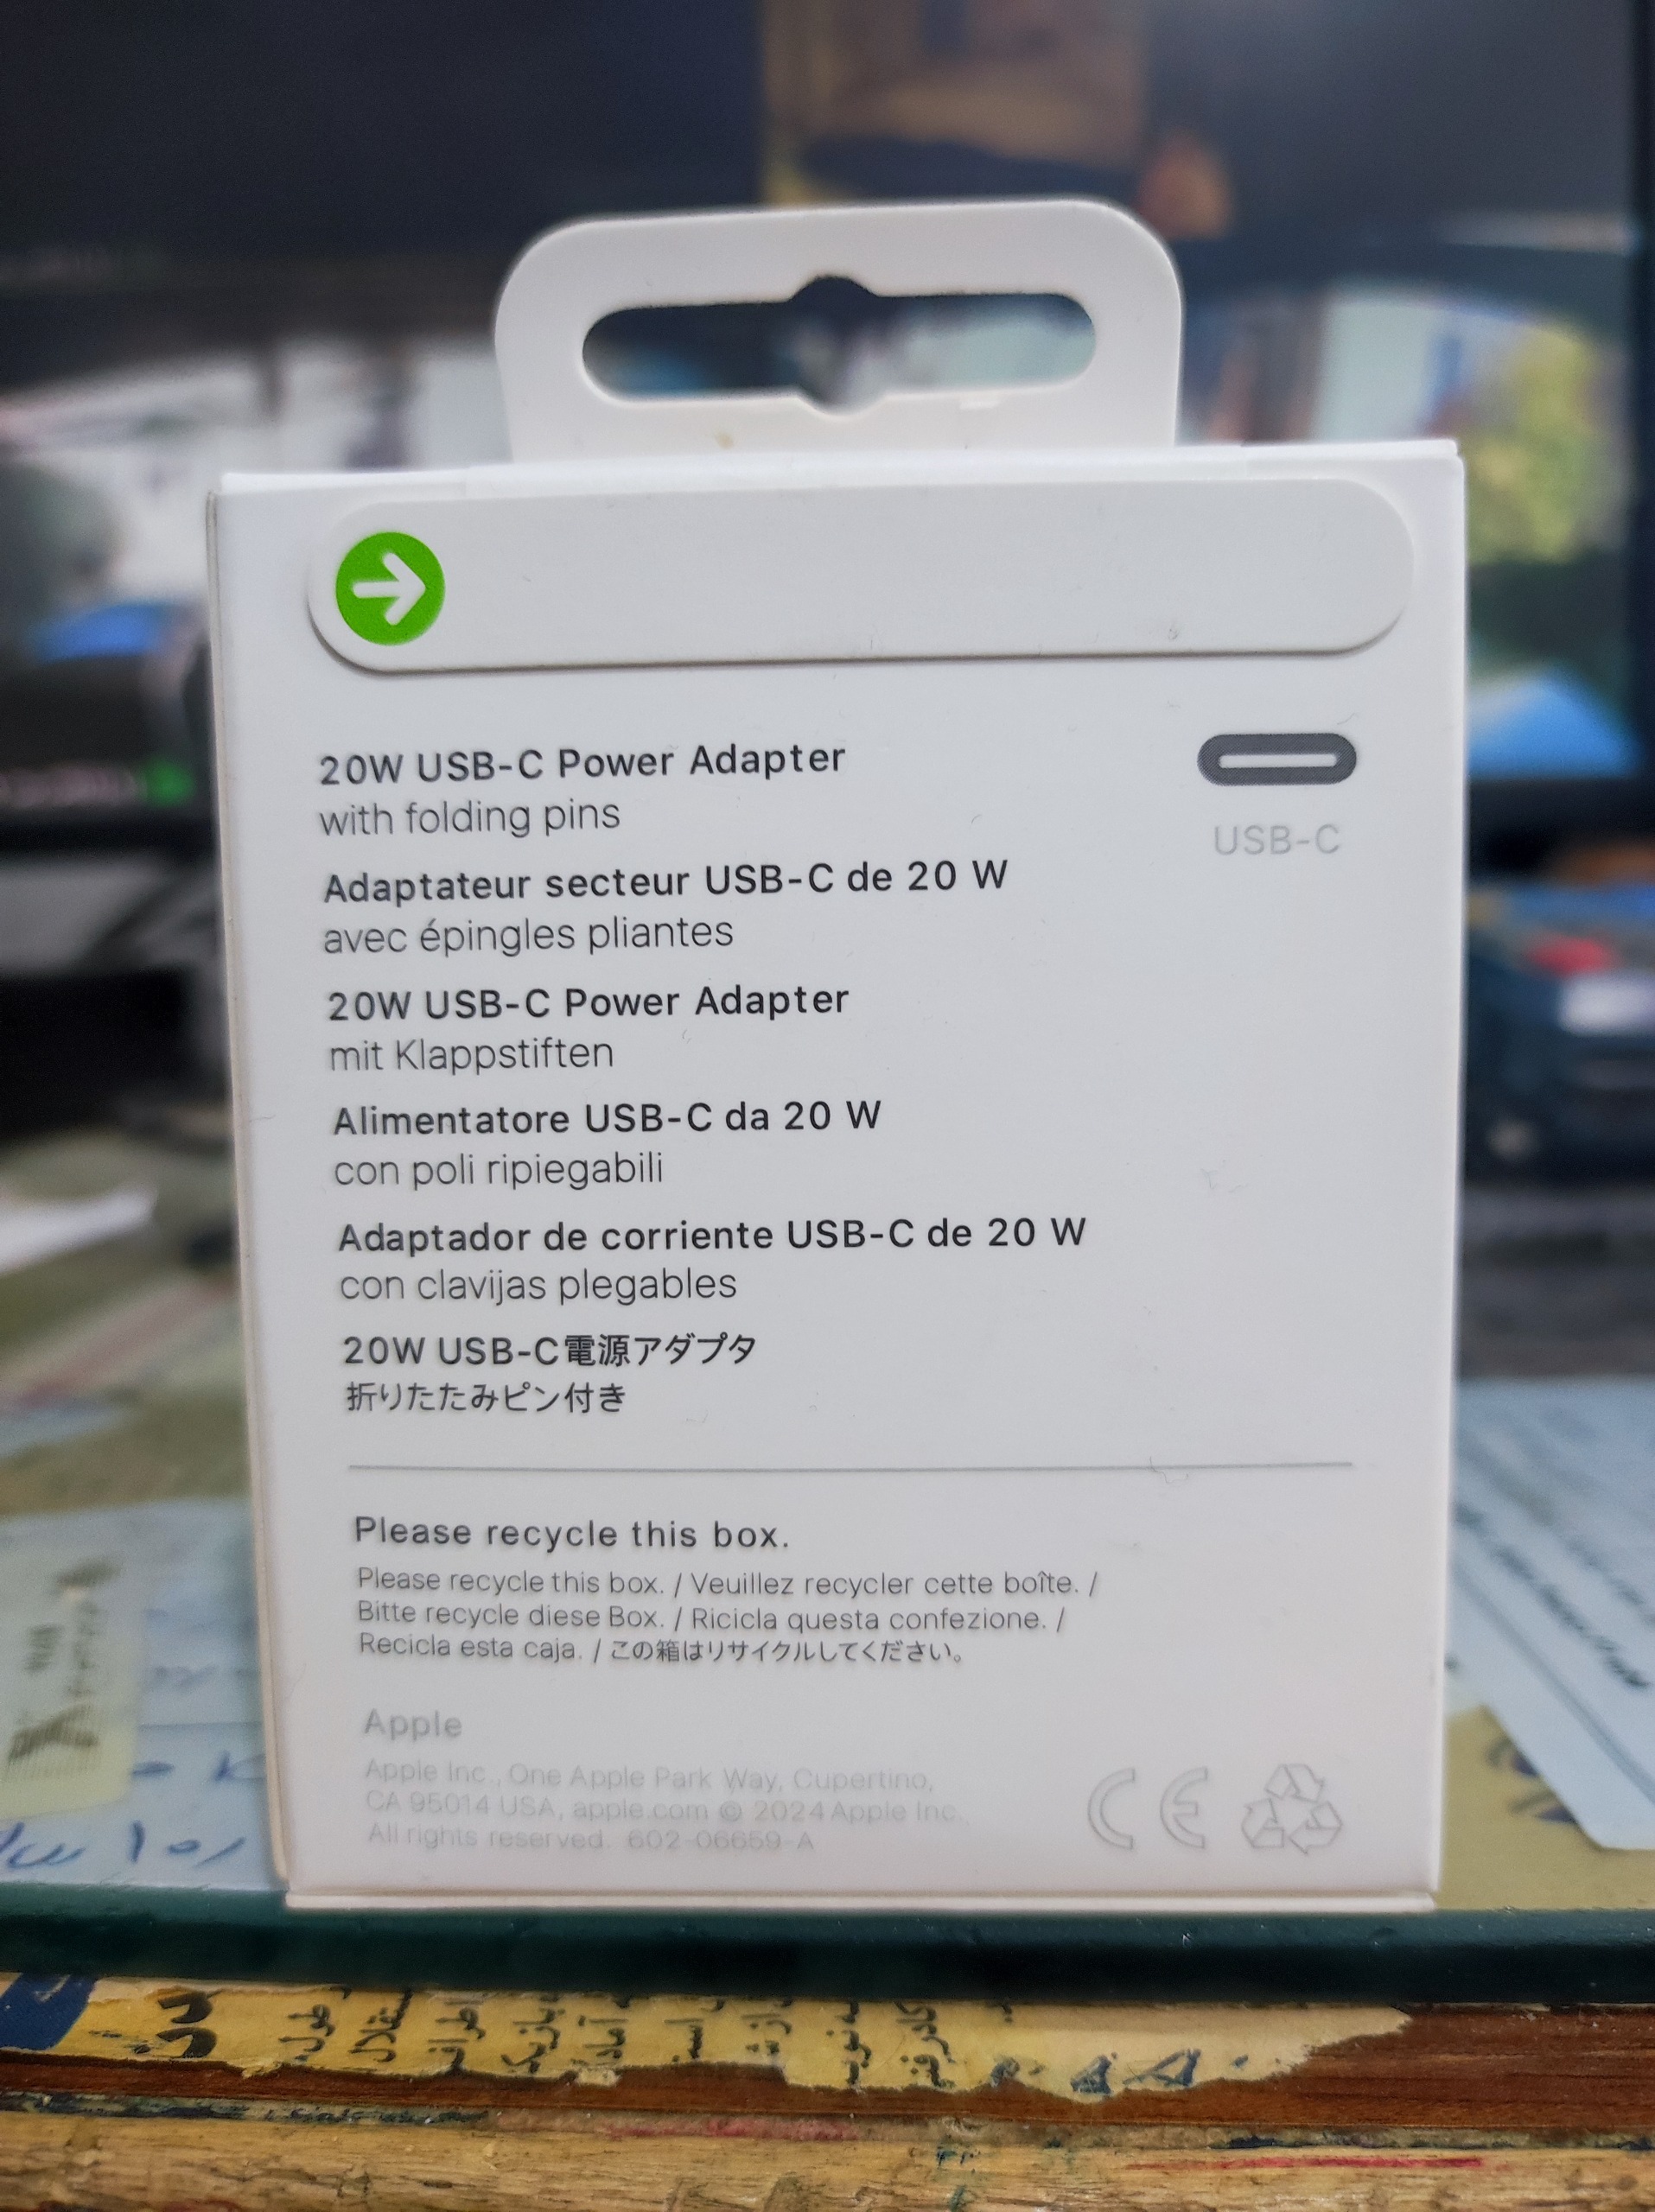 20W USB-C Power Adapter
with folding pins
USB-C
Adaptateur secteur USB-C de 20 W
avec épingles pliantes
20W USB-C Power Adapter
mit Klappstiften
Alimentatore USB-C da 20 W
con poli ripiegabili
Adaptador de corriente USB-C de 20 W
con clavijas plegables
20W USB-C電源アダプタ
折りたたみピン付き
Please recycle this box.
Please recycle this box. / Veuillez recycler cette boîte. /
Bitte recycle diese Box. / Ricicla questa confezione. /
Recicla esta caja. / この箱はリサイクルしてください。
Apple
Apple Inc., One Apple Park Way, Cupertino,
CA 95014 USA, apple.com © 2024 Apple Inc.
All rights reserved. 602-06659-A
CE